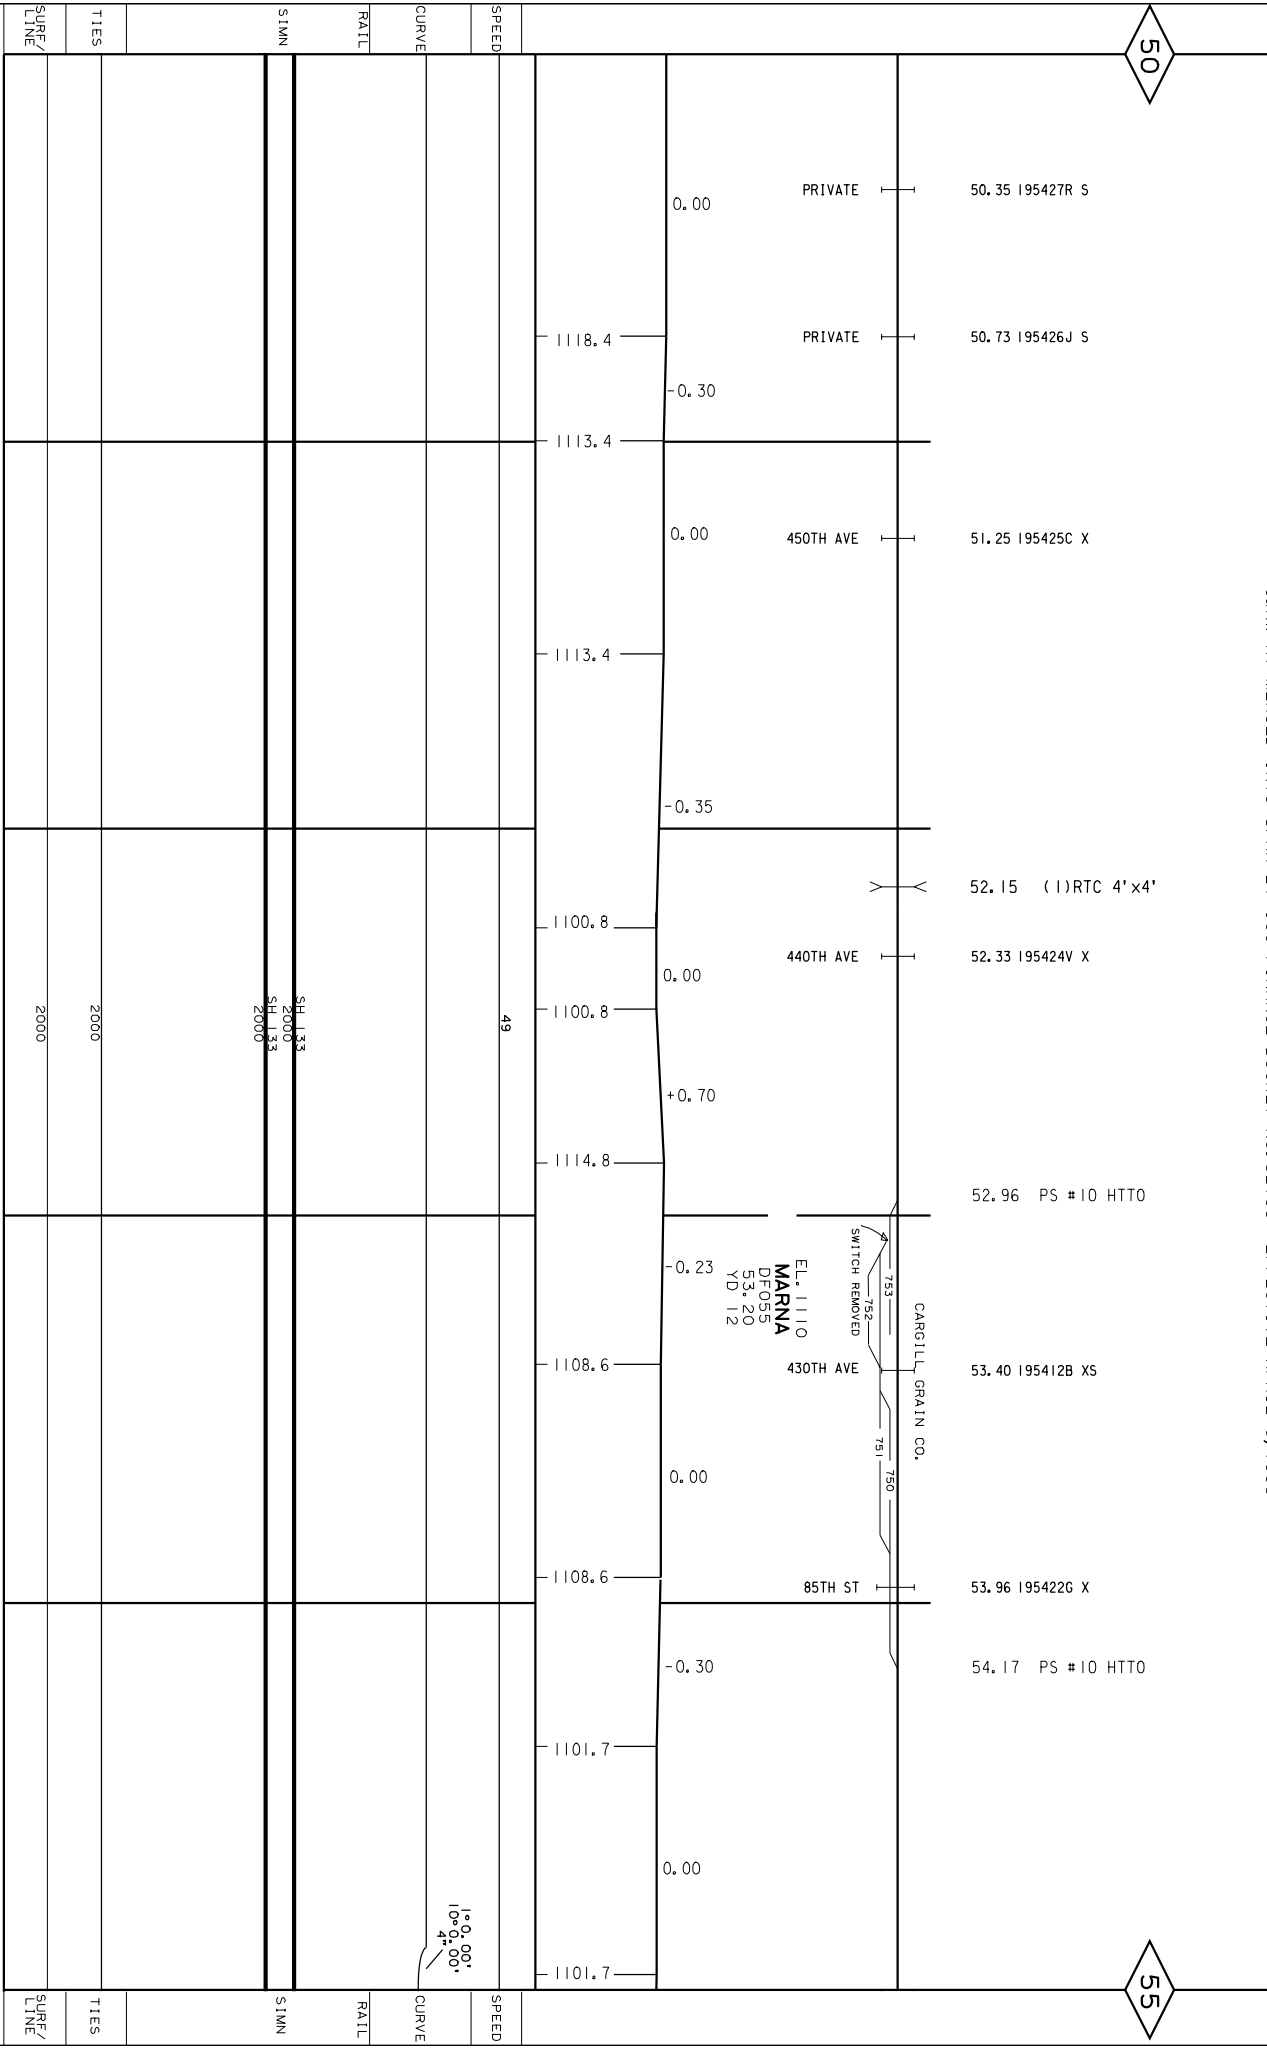 SURF/
LINE
TIES
SIMN
RAIL
CURVE
SPEED
50
PRIVATE
50.35 195427R S
0.00
1118.4
PRIVATE
50.73 195426J S
-0.30
1113.4
0.00
450TH AVE
51.25 195425C X
1113.4
-0.35
52.15 (1)RTC 4'x4'
1100.8
440TH AVE
52.33 195424V X
0.00
1100.8
2000
2000
SH 133
2000
SH 133
2000
49
+0.70
1114.8
52.96 PS #10 HTTO
-0.23
EL. 1110
MARNA
DF055
53.20
YD 12
SWITCH REMOVED
753
752
CARGILL GRAIN CO.
1108.6
430TH AVE
53.40 195412B XS
751
750
0.00
1108.6
85TH ST
53.96 195422G X
-0.30
54.17 PS #10 HTTO
1101.7
0.00
1°0.00'
10°0.00'
4"
1101.7
55
SURF/
LINE
TIES
SIMN
RAIL
CURVE
SPEED